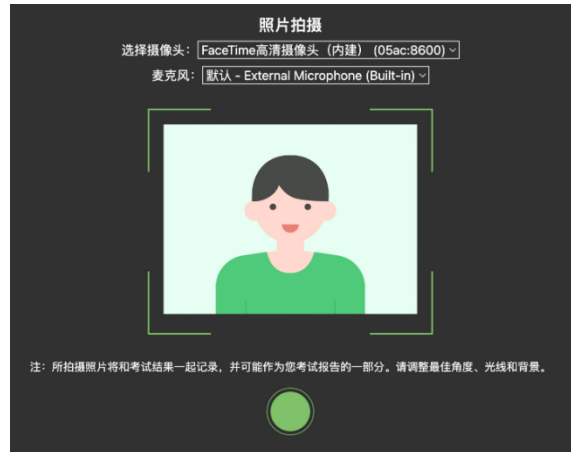 照片拍摄
选择摄像头： FaceTime高清摄像头（内建） (05ac:8600)
麦克风： 默认 - External Microphone (Built-in)
注：所拍摄照片将和考试结果一起记录，并可能作为您考试报告的一部分。请调整最佳角度、光线和背景。